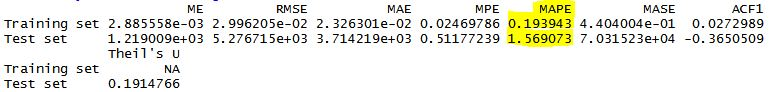 ME RMSE MAE MPE MAPE MASE ACF1
Training set 2.885558e-03 2.996205e-02 2.326301e-02 0.02469786 0.193943 4.404004e-01 0.0272989
Test set 1.219009e+03 5.276715e+03 3.714219e+03 0.51177239 1.569073 7.031523e+04 -0.3650509
Theil's U
Training set NA
Test set 0.1914766